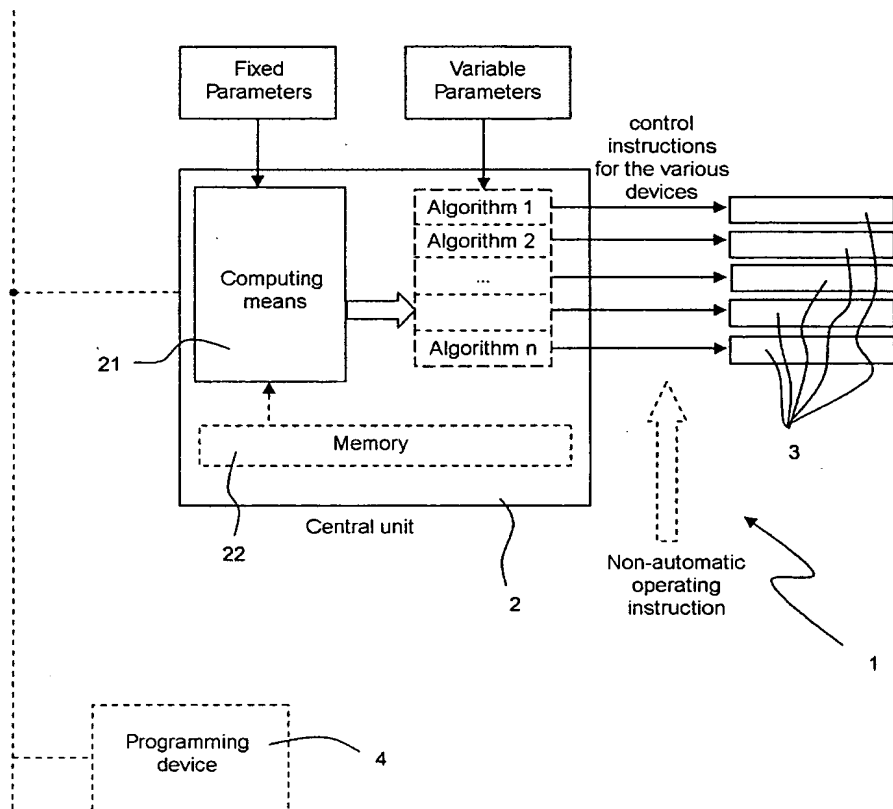 Fixed
Parameters
Variable
Parameters
control
instructions
for the various
devices
Algorithm 1
Algorithm 2
...
Algorithm n
Computing
means
21
Memory
22
Central unit
2
3
Non-automatic
operating
instruction
1
Programming
device
4